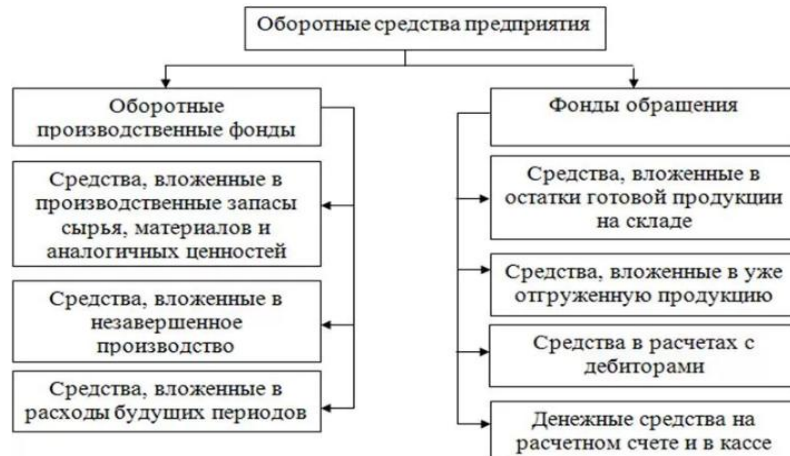 Оборотные средства предприятия
Оборотные
производственные фонды
Средства, вложенные в
производственные запасы
сырья, материалов и
аналогичных ценностей
Средства, вложенные в
незавершенное
производство
Средства, вложенные в
расходы будущих периодов
Фонды обращения
Средства, вложенные в
остатки готовой продукции
на складе
Средства, вложенные в уже
отгруженную продукцию
Средства в расчетах с
дебиторами
Денежные средства на
расчетном счете и в кассе